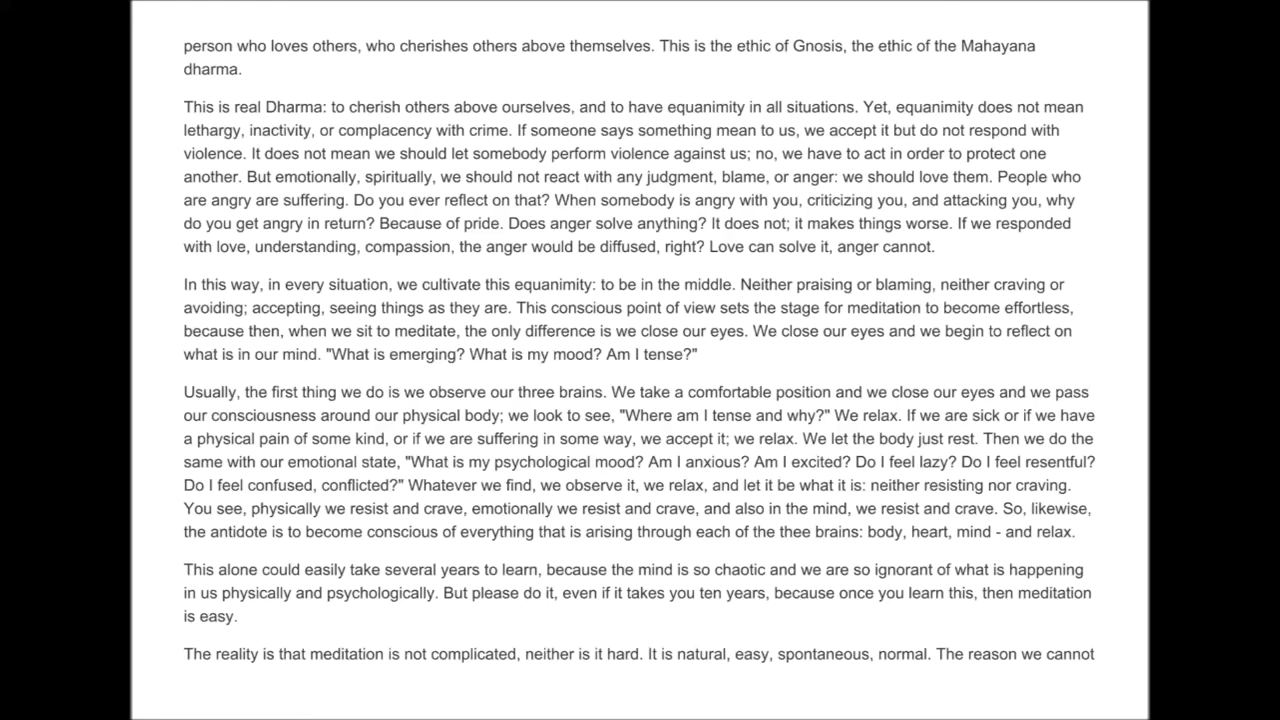 person who loves others, who cherishes others above themselves. This is the ethic of Gnosis, the ethic of the Mahayana
dharma.
This is real Dharma: to cherish others above ourselves, and to have equanimity in all situations. Yet, equanimity does not mean
lethargy, inactivity, or complacency with crime. If someone says something mean to us, we accept it but do not respond with
violence. It does not mean we should let somebody perform violence against us; no, we have to act in order to protect one
another. But emotionally, spiritually, we should not react with any judgment, blame, or anger: we should love them. People who
are angry are suffering. Do you ever reflect on that? When somebody is angry with you, criticizing you, and attacking you, why
do you get angry in return? Because of pride. Does anger solve anything? It does not; it makes things worse. If we responded
with love, understanding, compassion, the anger would be diffused, right? Love can solve it, anger cannot.
In this way, in every situation, we cultivate this equanimity: to be in the middle. Neither praising or blaming, neither craving or
avoiding; accepting, seeing things as they are. This conscious point of view sets the stage for meditation to become effortless,
because then, when we sit to meditate, the only difference is we close our eyes. We close our eyes and we begin to reflect on
what is in our mind. "What is emerging? What is my mood? Am I tense?"
Usually, the first thing we do is we observe our three brains. We take a comfortable position and we close our eyes and we pass
our consciousness around our physical body; we look to see, "Where am I tense and why?" We relax. If we are sick or if we have
a physical pain of some kind, or if we are suffering in some way, we accept it; we relax. We let the body just rest. Then we do the
same with our emotional state, "What is my psychological mood? Am I anxious? Am I excited? Do I feel lazy? Do I feel resentful?
Do I feel confused, conflicted?" Whatever we find, we observe it, we relax, and let it be what it is: neither resisting nor craving.
You see, physically we resist and crave, emotionally we resist and crave, and also in the mind, we resist and crave. So, likewise,
the antidote is to become conscious of everything that is arising through each of the thee brains: body, heart, mind - and relax.
This alone could easily take several years to learn, because the mind is so chaotic and we are so ignorant of what is happening
in us physically and psychologically. But please do it, even if it takes you ten years, because once you learn this, then meditation
is easy.
The reality is that meditation is not complicated, neither is it hard. It is natural, easy, spontaneous, normal. The reason we cannot